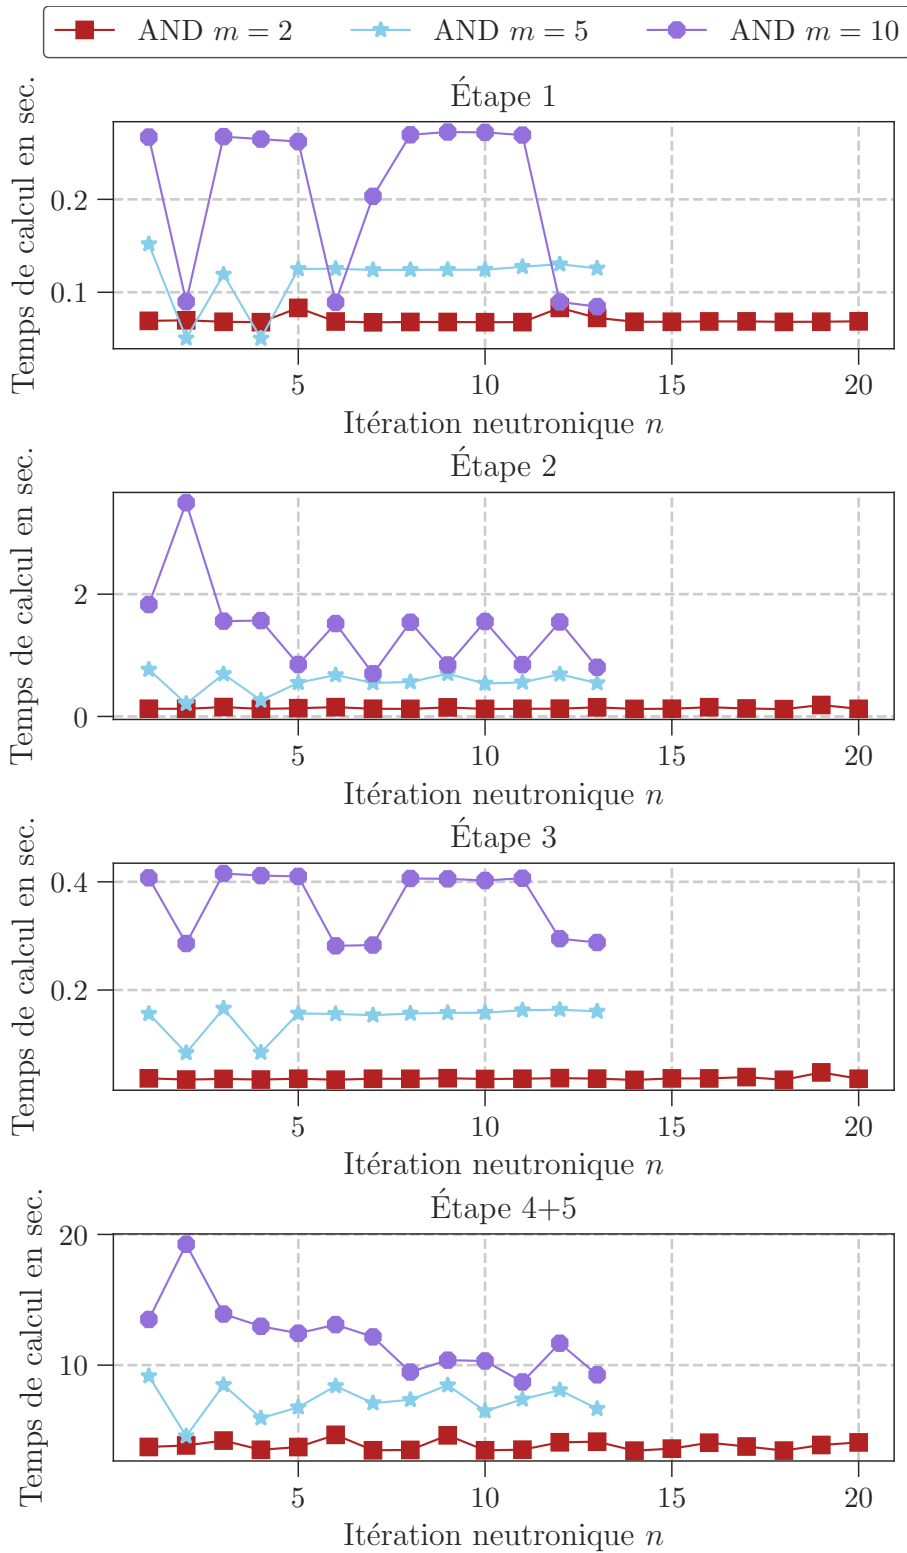 AND m = 2 AND m = 5 AND m = 10
Étape 1
Temps de calcul en sec.
0.2
0.1
5 10 15 20
Itération neutronique n
Étape 2
Temps de calcul en sec.
2
0
5 10 15 20
Itération neutronique n
Étape 3
Temps de calcul en sec.
0.4
0.2
5 10 15 20
Itération neutronique n
Étape 4+5
Temps de calcul en sec.
20
10
5 10 15 20
Itération neutronique n